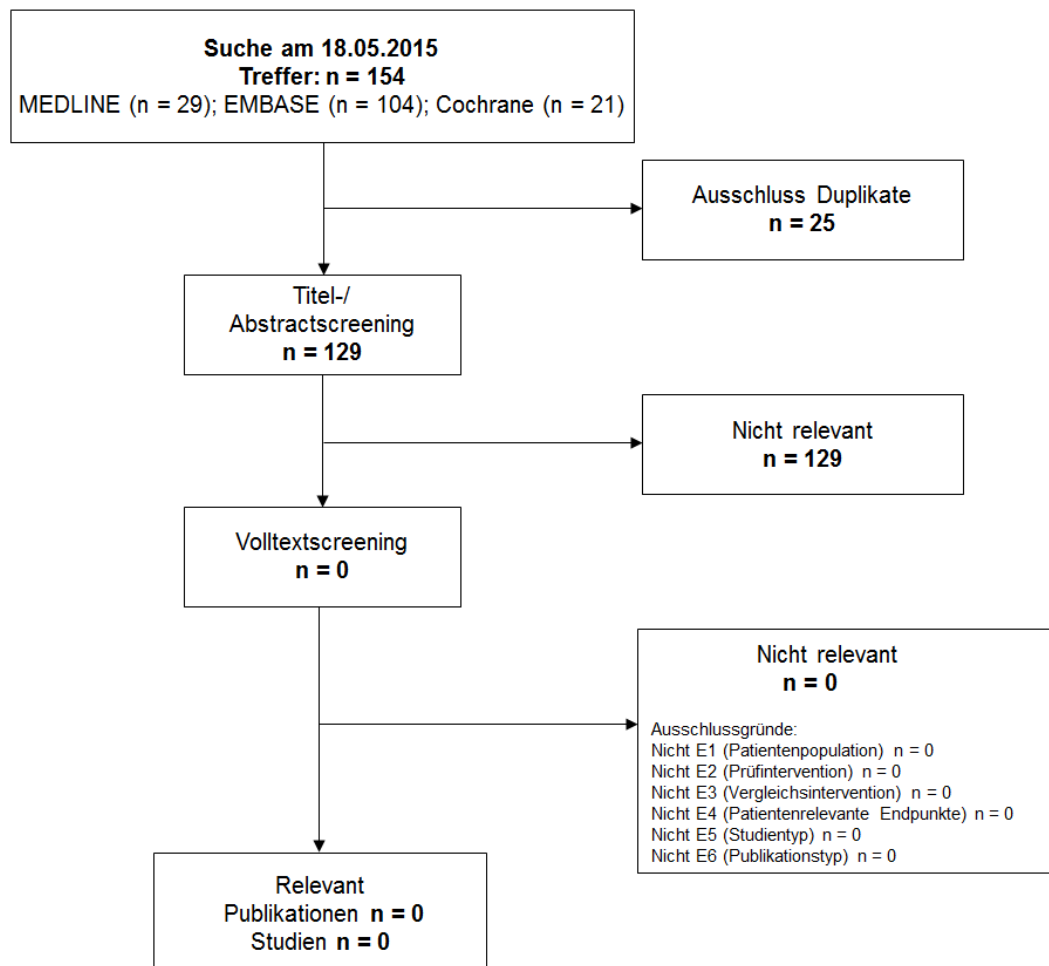 Suche am 18.05.2015
Treffer: n = 154
MEDLINE (n = 29); EMBASE (n = 104); Cochrane (n = 21)
Ausschluss Duplikate
n = 25
Titel-/
Abstractscreening
n = 129
Nicht relevant
n = 129
Volltextscreening
n = 0
Nicht relevant
n = 0
Ausschlussgründe:
Nicht E1 (Patientenpopulation) n = 0
Nicht E2 (Prüfintervention) n = 0
Nicht E3 (Vergleichsintervention) n = 0
Nicht E4 (Patientenrelevante Endpunkte) n = 0
Nicht E5 (Studientyp) n = 0
Nicht E6 (Publikationstyp) n = 0
Relevant
Publikationen n = 0
Studien n = 0